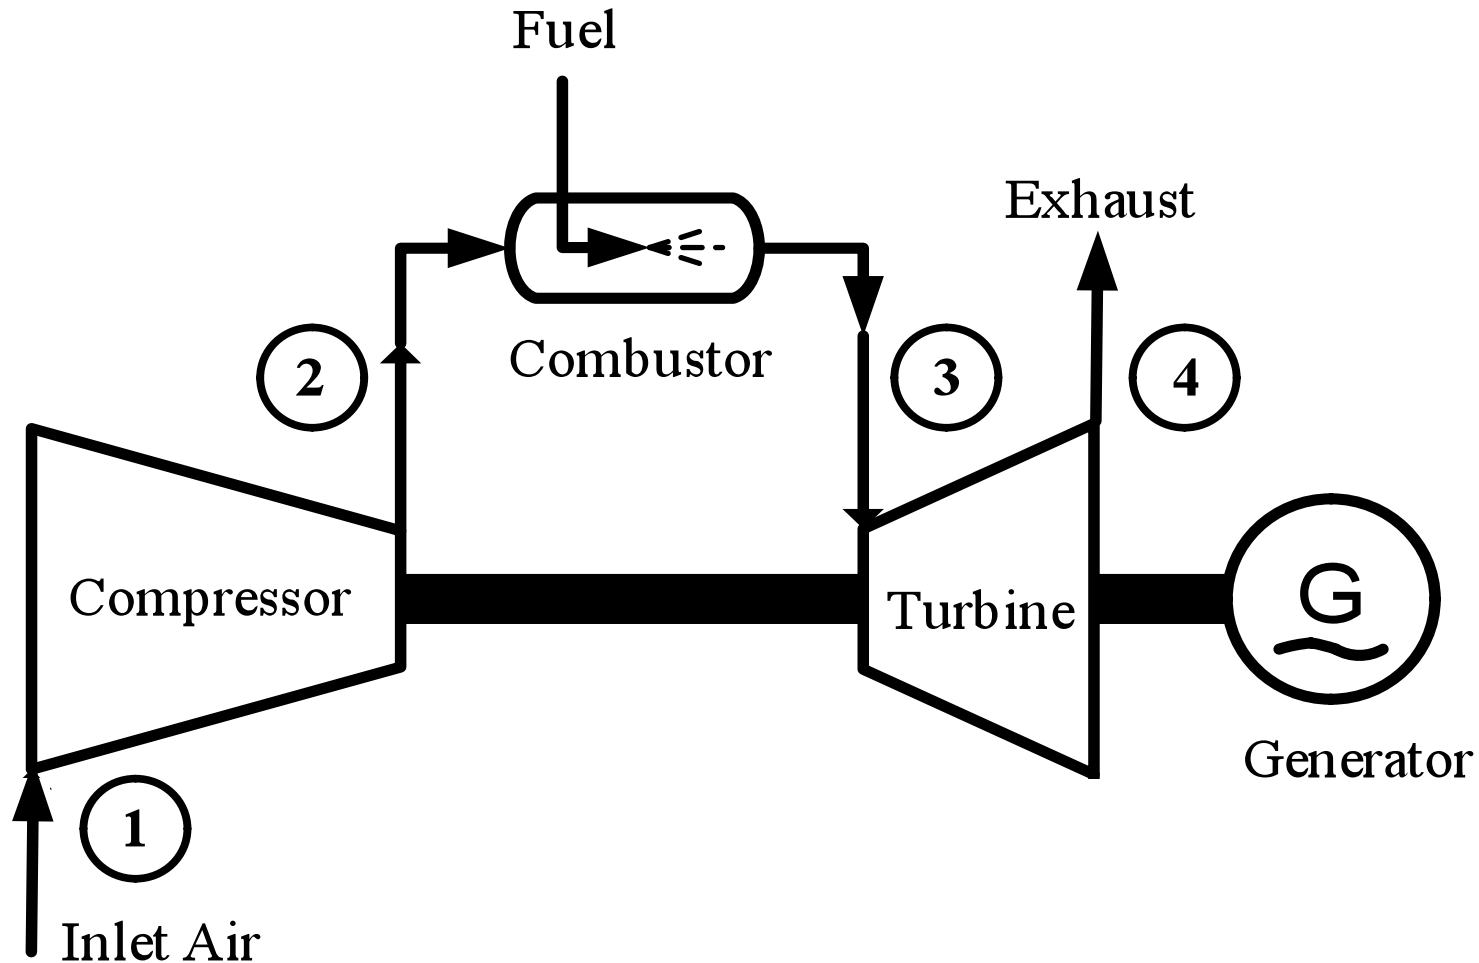 Fuel
Exhaust
Combustor
2
3
4
Compressor
Turbine
G
Generator
1
Inlet Air